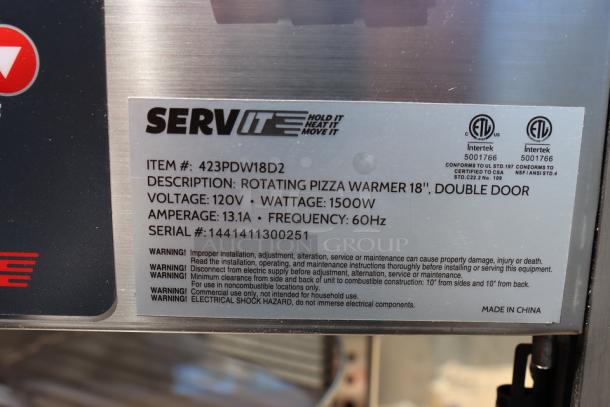 SERVIT HOLD IT
HEAT IT
MOVE IT
C ETL US
Intertek
5001766
CONFORMS TO UL STD.197
CERTIFIED TO CSA
STD.C22.2 No. 109
ETL
Intertek
5001766
CONFORMS TO
NSF/ANSI STD.4
ITEM #: 423PDW18D2
DESCRIPTION: ROTATING PIZZA WARMER 18", DOUBLE DOOR
VOLTAGE: 120V • WATTAGE: 1500W
AMPERAGE: 13.1A • FREQUENCY: 60Hz
SERIAL #:1441411300251
AUCTION GROUP
WARNING! Improper installation, adjustment, alteration, service or maintenance can cause property damage, injury or death.
Read the installation, operating, and maintenance instructions thoroughly before installing or serving this equipment.
WARNING! Disconnect from electric supply before adjustment, alternation, service or maintenance.
WARNING! Minimum clearance from side and back of unit to combustible construction: 10" from sides and 10" from back.
For use in noncombustible locations only.
WARNING! Commercial use only, not intended for household use.
WARNING! ELECTRICAL SHOCK HAZARD, do not immerse electrical components.
MADE IN CHINA